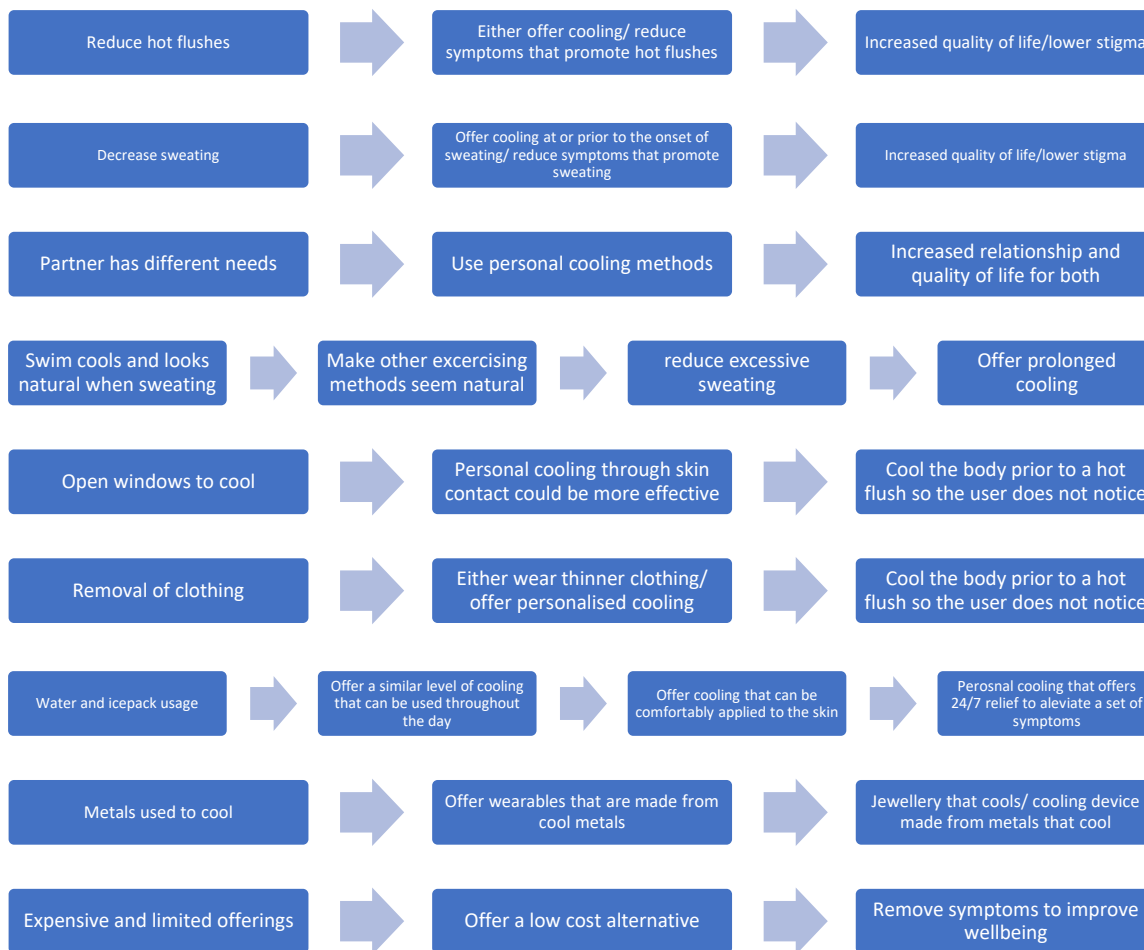 Reduce hot flushes
Either offer cooling/ reduce
symptoms that promote hot flushes
Increased quality of life/lower stigma
Decrease sweating
Offer cooling at or prior to the onset of
sweating/ reduce symptoms that promote
sweating
Increased quality of life/lower stigma
Partner has different needs
Use personal cooling methods
Increased relationship and
quality of life for both
Swim cools and looks
natural when sweating
Make other excercising
methods seem natural
reduce excessive
sweating
Offer prolonged
cooling
Open windows to cool
Personal cooling through skin
contact could be more effective
Cool the body prior to a hot
flush so the user does not notice
Removal of clothing
Either wear thinner clothing/
offer personalised cooling
Cool the body prior to a hot
flush so the user does not notice
Water and icepack usage
Offer a similar level of cooling
that can be used throughout
the day
Offer cooling that can be
comfortably applied to the skin
Perosnal cooling that offers
24/7 relief to aleviate a set of
symptoms
Metals used to cool
Offer wearables that are made from
cool metals
Jewellery that cools/ cooling device
made from metals that cool
Expensive and limited offerings
Offer a low cost alternative
Remove symptoms to improve
wellbeing